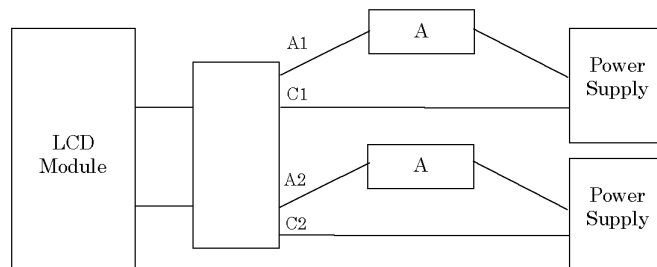 LCD
Module
A1
C1
A2
C2
A
A
Power
Supply
Power
Supply